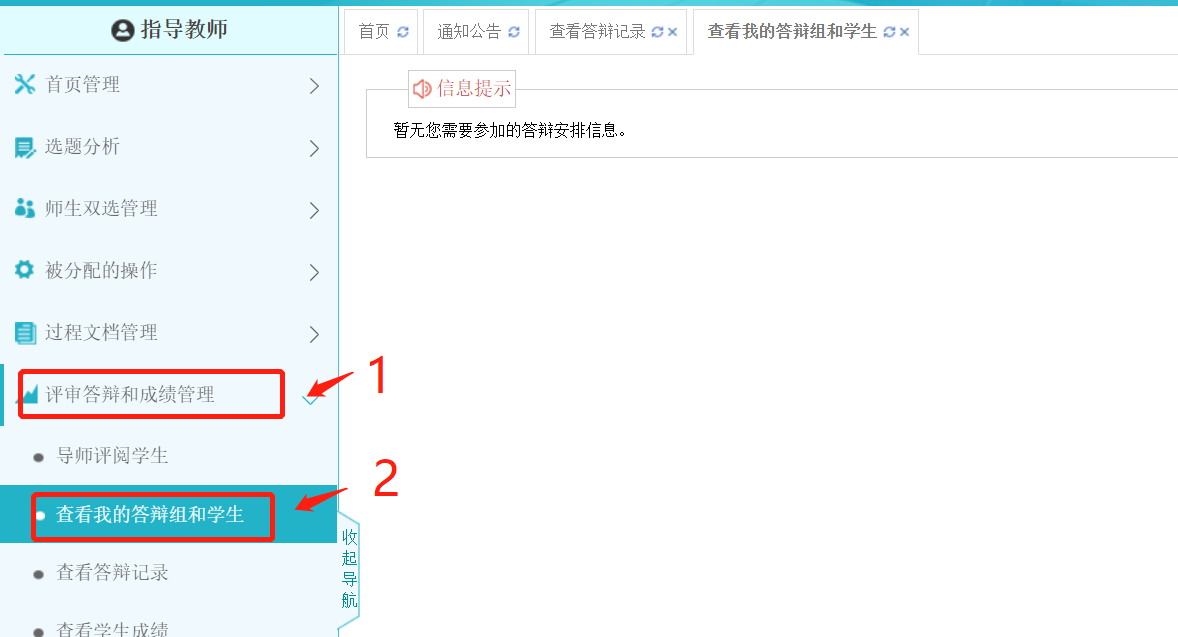 指导教师
首页管理
选题分析
师生双选管理
被分配的操作
过程文档管理
评审答辩和成绩管理
1
导师评阅学生
查看我的答辩组和学生
2
查看答辩记录
查看学生成绩
收起导航
首页 通知公告 查看答辩记录 查看我的答辩组和学生
信息提示
暂无您需要参加的答辩安排信息。